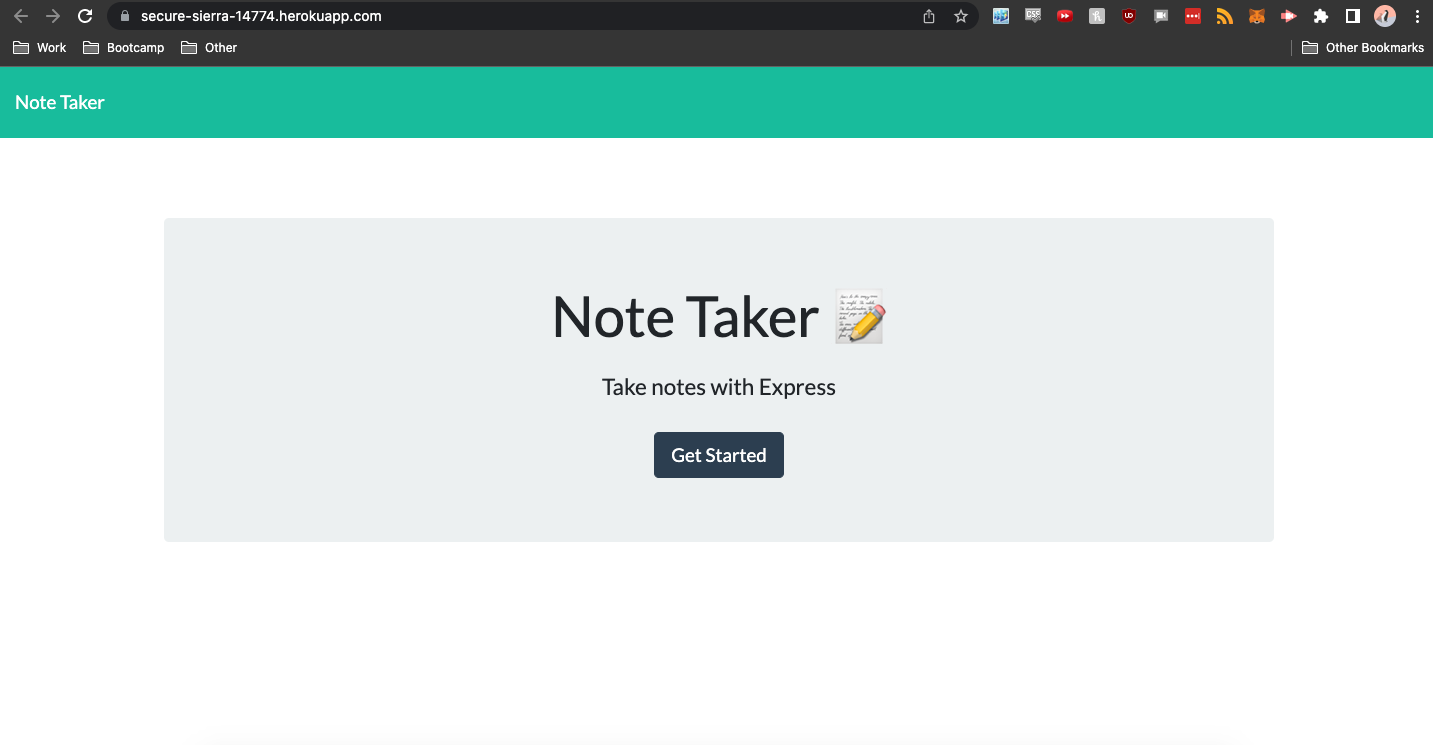 secure-sierra-14774.herokuapp.com
Work Bootcamp Other Other Bookmarks
Note Taker
Note Taker 📝
Take notes with Express
Get Started